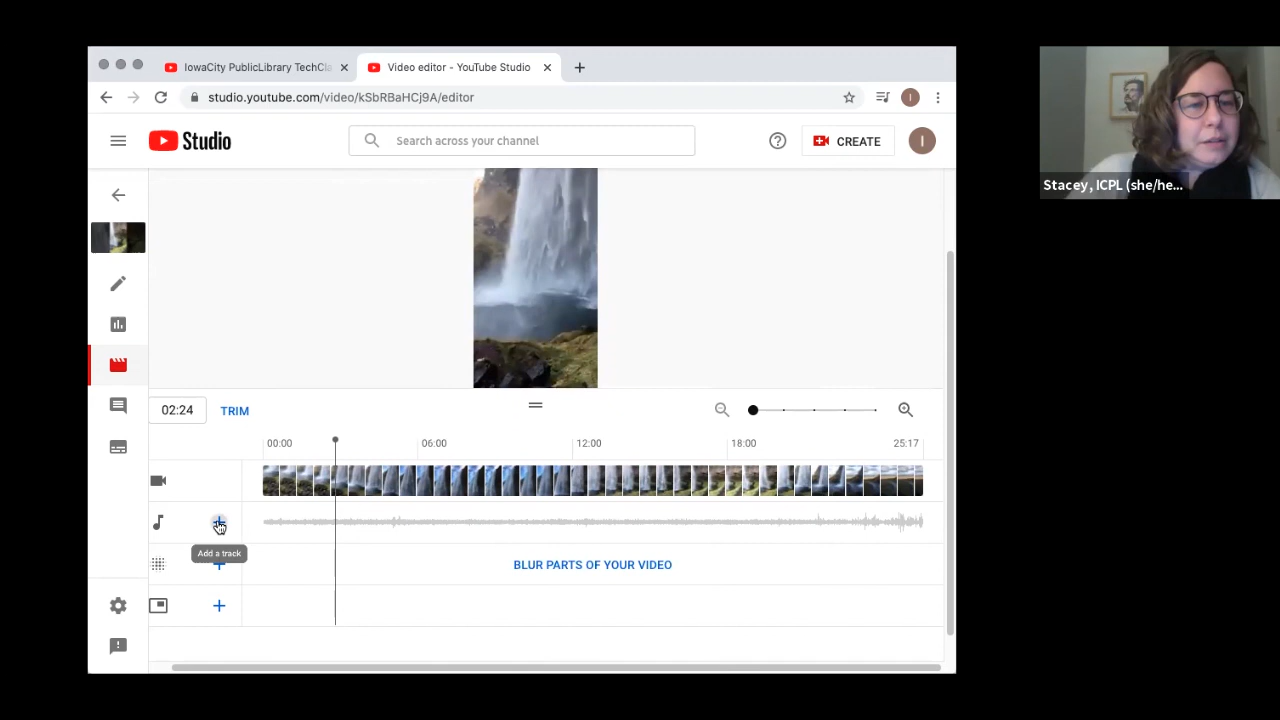 IowaCity PublicLibrary TechCla
Video editor - YouTube Studio
studio.youtube.com/video/kSbRBaHCj9A/editor
I
Studio
Search across your channel
CREATE
I
Stacey, ICPL (she/he...
02:24
TRIM
00:00
06:00
12:00
18:00
25:17
Add a track
BLUR PARTS OF YOUR VIDEO